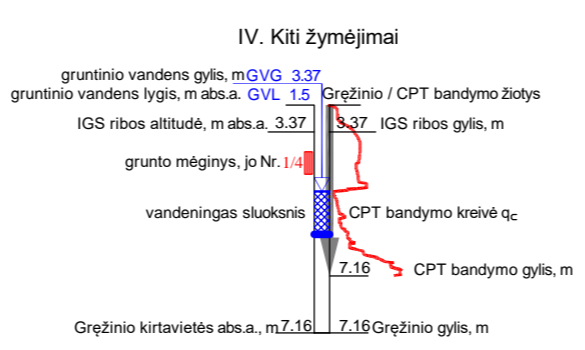 IV. Kiti žymėjimai
gruntinio vandens gylis, m GVG 3.37
gruntinio vandens lygis, m abs.a. GVL 1.5 Gręžinio / CPT bandymo žiotys
IGS ribos altitudė, m abs.a. 3.37 3.37 IGS ribos gylis, m
grunto mėginys, jo Nr. 1/4
vandeningas sluoksnis CPT bandymo kreivė qc
7.16 CPT bandymo gylis, m
Gręžinio kirtavietės abs.a., m 7.16 7.16 Gręžinio gylis, m